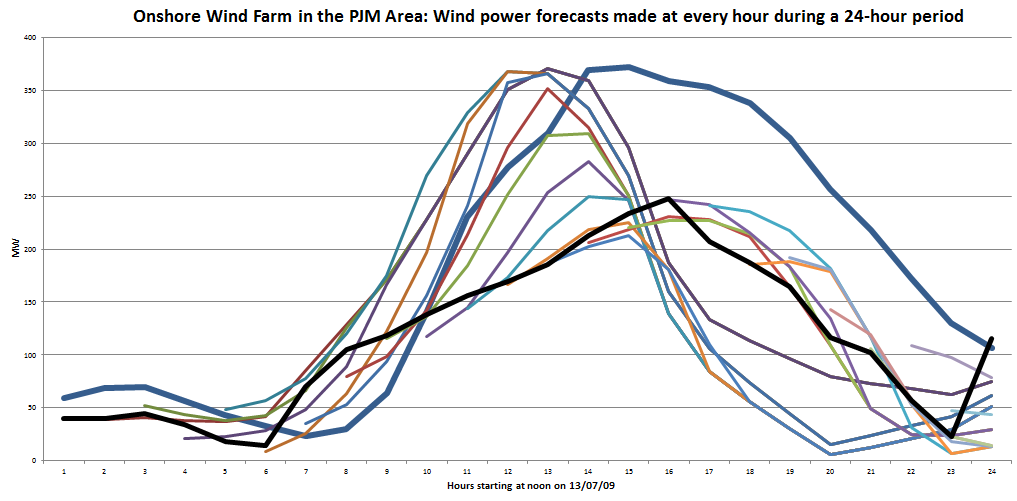 Onshore Wind Farm in the PJM Area: Wind power forecasts made at every hour during a 24-hour period
400
350
300
250
200
150
100
50
0
MW
1 2 3 4 5 6 7 8 9 10 11 12 13 14 15 16 17 18 19 20 21 22 23 24
Hours starting at noon on 13/07/09